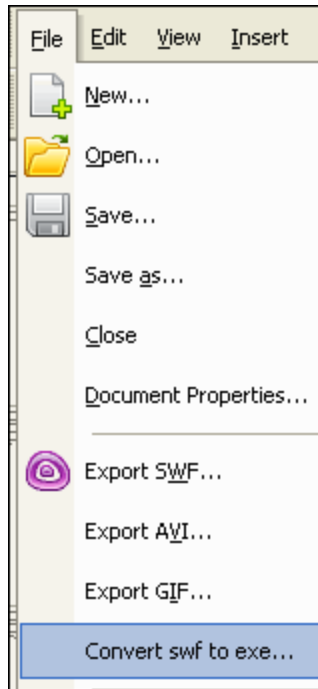 File Edit View Insert
New...
Open...
Save...
Save as...
Close
Document Properties...
Export SWF...
Export AVI...
Export GIF...
Convert swf to exe...